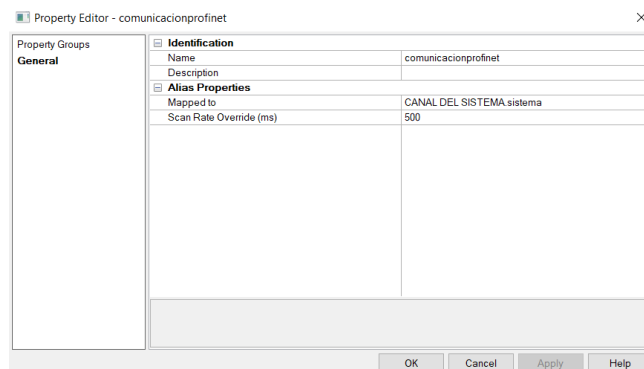 Property Editor - comunicacionprofinet
Property Groups
General
Identification
Name comunicacionprofinet
Description
Alias Properties
Mapped to CANAL DEL SISTEMA.sistema
Scan Rate Override (ms) 500
OK Cancel Apply Help